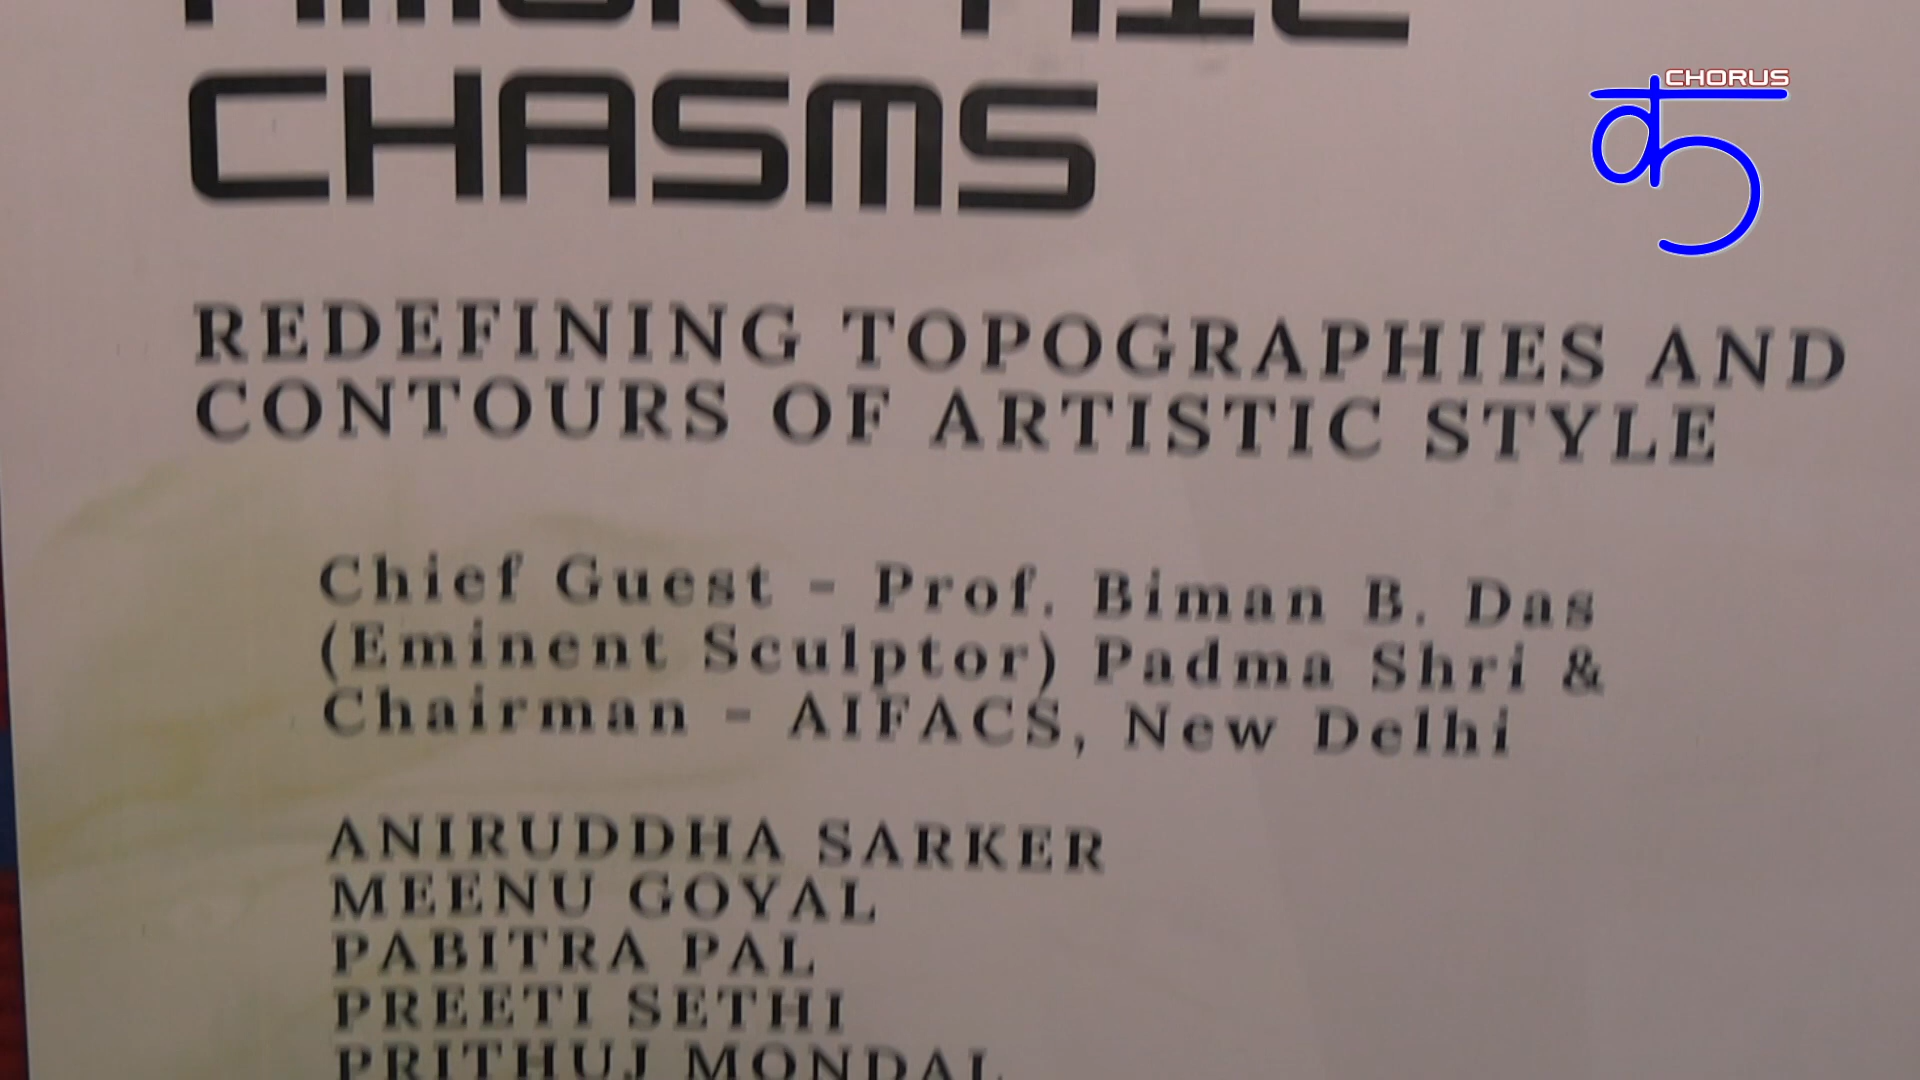 CHORUS
क
CHASMS
REDEFINING TOPOGRAPHIES AND
CONTOURS OF ARTISTIC STYLE
Chief Guest - Prof. Biman B. Das
(Eminent Sculptor) Padma Shri &
Chairman - AIFACS, New Delhi
ANIRUDDHA SARKER
MEENU GOYAL
PABITRA PAL
PREETI SETHI
PRITHUJ MONDAL